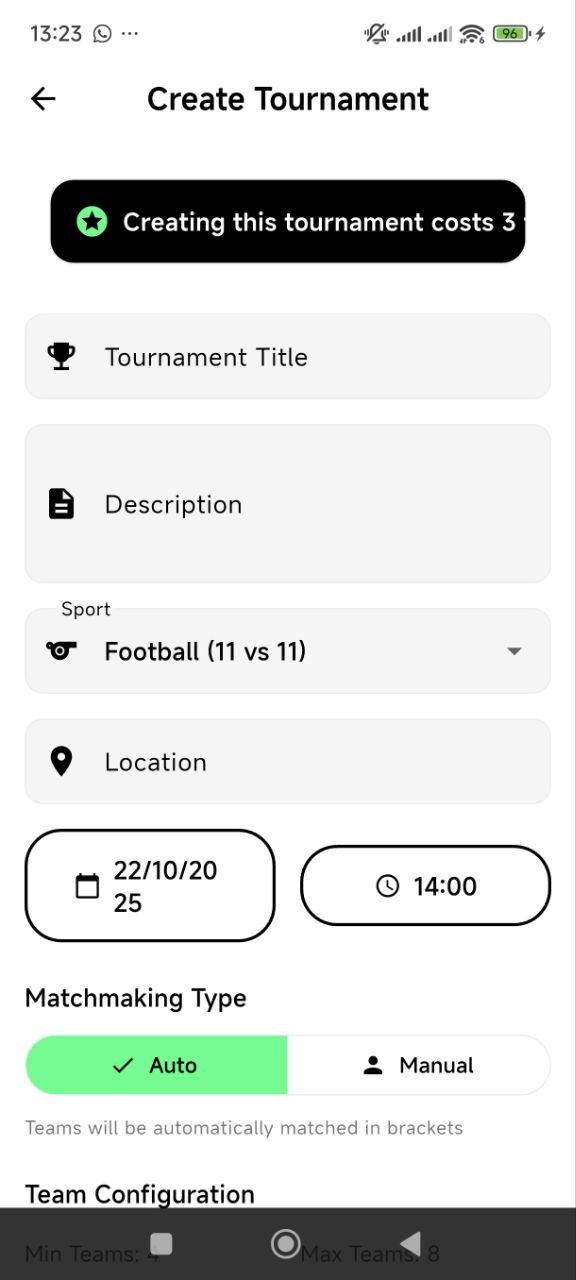 13:23 ...
96
Create Tournament
Creating this tournament costs 3
Tournament Title
Description
Sport
Football (11 vs 11)
Location
22/10/20
25
14:00
Matchmaking Type
Auto
Manual
Teams will be automatically matched in brackets
Team Configuration
Min Teams: 4
Max Teams: 8